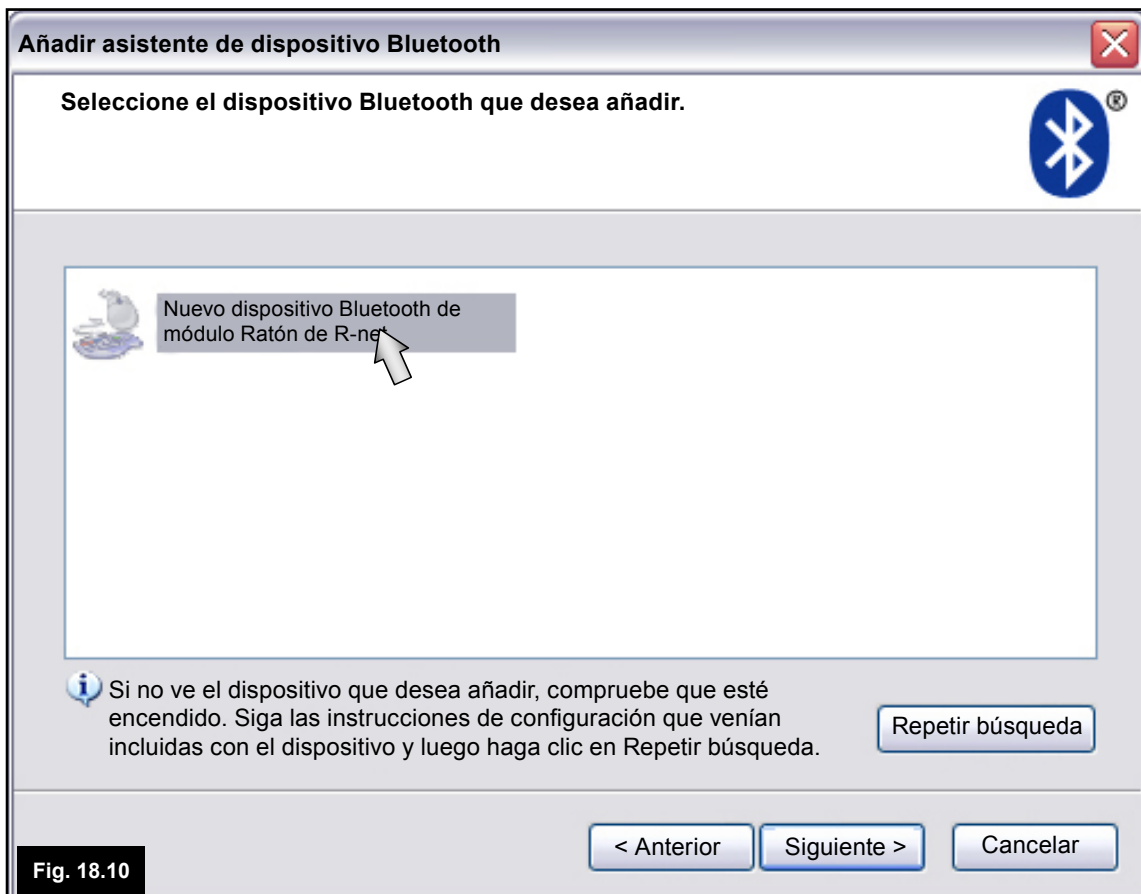 Añadir asistente de dispositivo Bluetooth
Seleccione el dispositivo Bluetooth que desea añadir.
®
Nuevo dispositivo Bluetooth de
módulo Ratón de R-net
Si no ve el dispositivo que desea añadir, compruebe que esté
encendido. Siga las instrucciones de configuración que venían
incluidas con el dispositivo y luego haga clic en Repetir búsqueda.
Repetir búsqueda
< Anterior
Siguiente >
Cancelar
Fig. 18.10